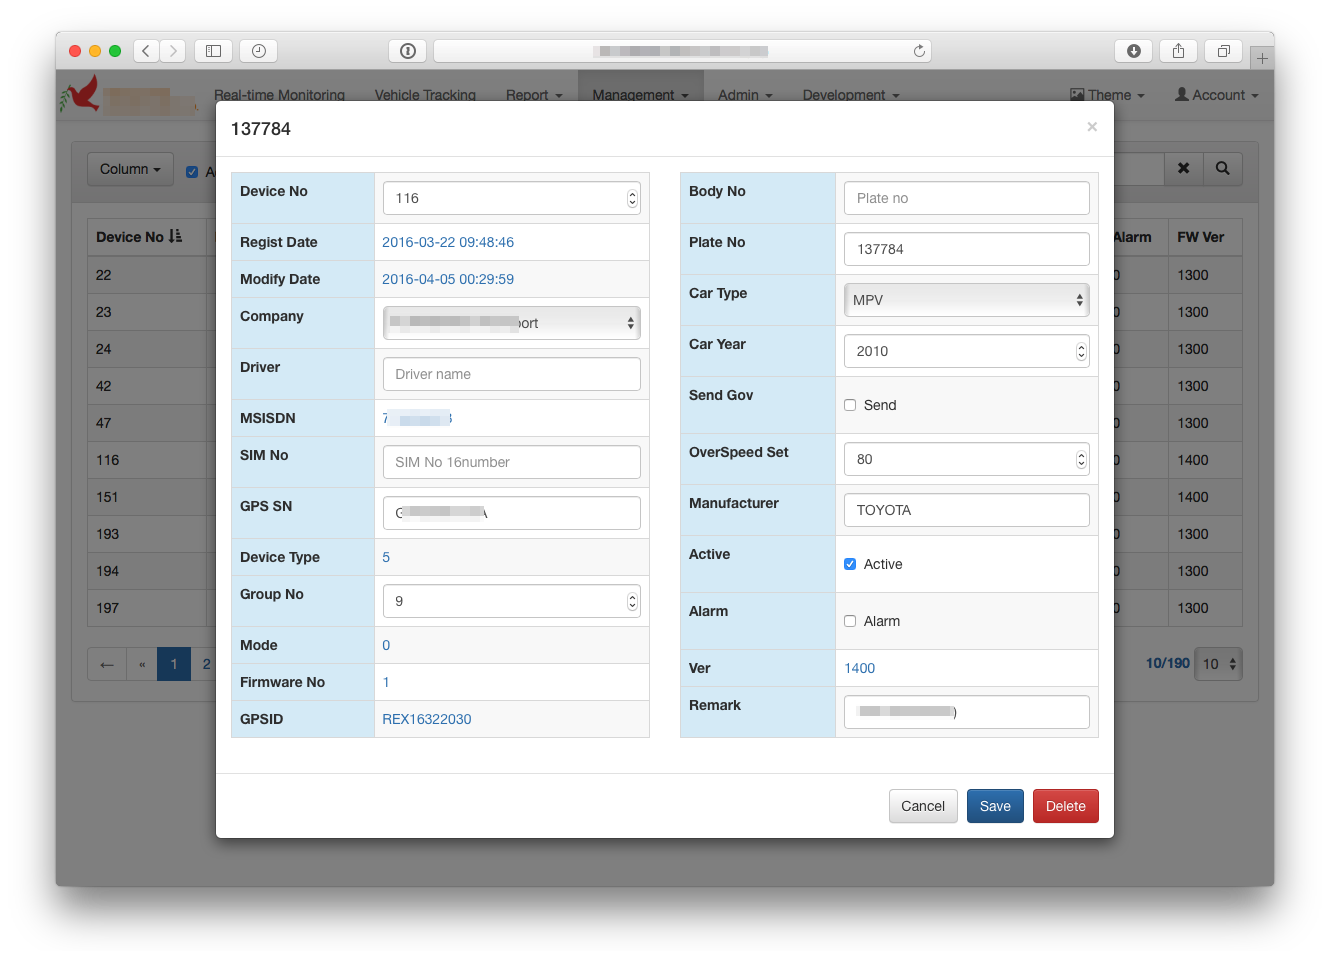 Real-time Monitoring Vehicle Tracking Report Management Admin Development Theme Account
137784 ×
Column
Device No
Alarm FW Ver
22 0 1300
23 0 1300
24 0 1300
42 0 1300
47 0 1300
116 0 1400
151 0 1400
193 0 1300
194 0 1300
197 0 1300
← « 1 2
10/190 10
Device No 116
Regist Date 2016-03-22 09:48:46
Modify Date 2016-04-05 00:29:59
Company port
Driver Driver name
MSISDN 7
SIM No SIM No 16number
GPS SN G A
Device Type 5
Group No 9
Mode 0
Firmware No 1
GPSID REX16322030
Body No Plate no
Plate No 137784
Car Type MPV
Car Year 2010
Send Gov Send
OverSpeed Set 80
Manufacturer TOYOTA
Active Active
Alarm Alarm
Ver 1400
Remark )
Cancel Save Delete